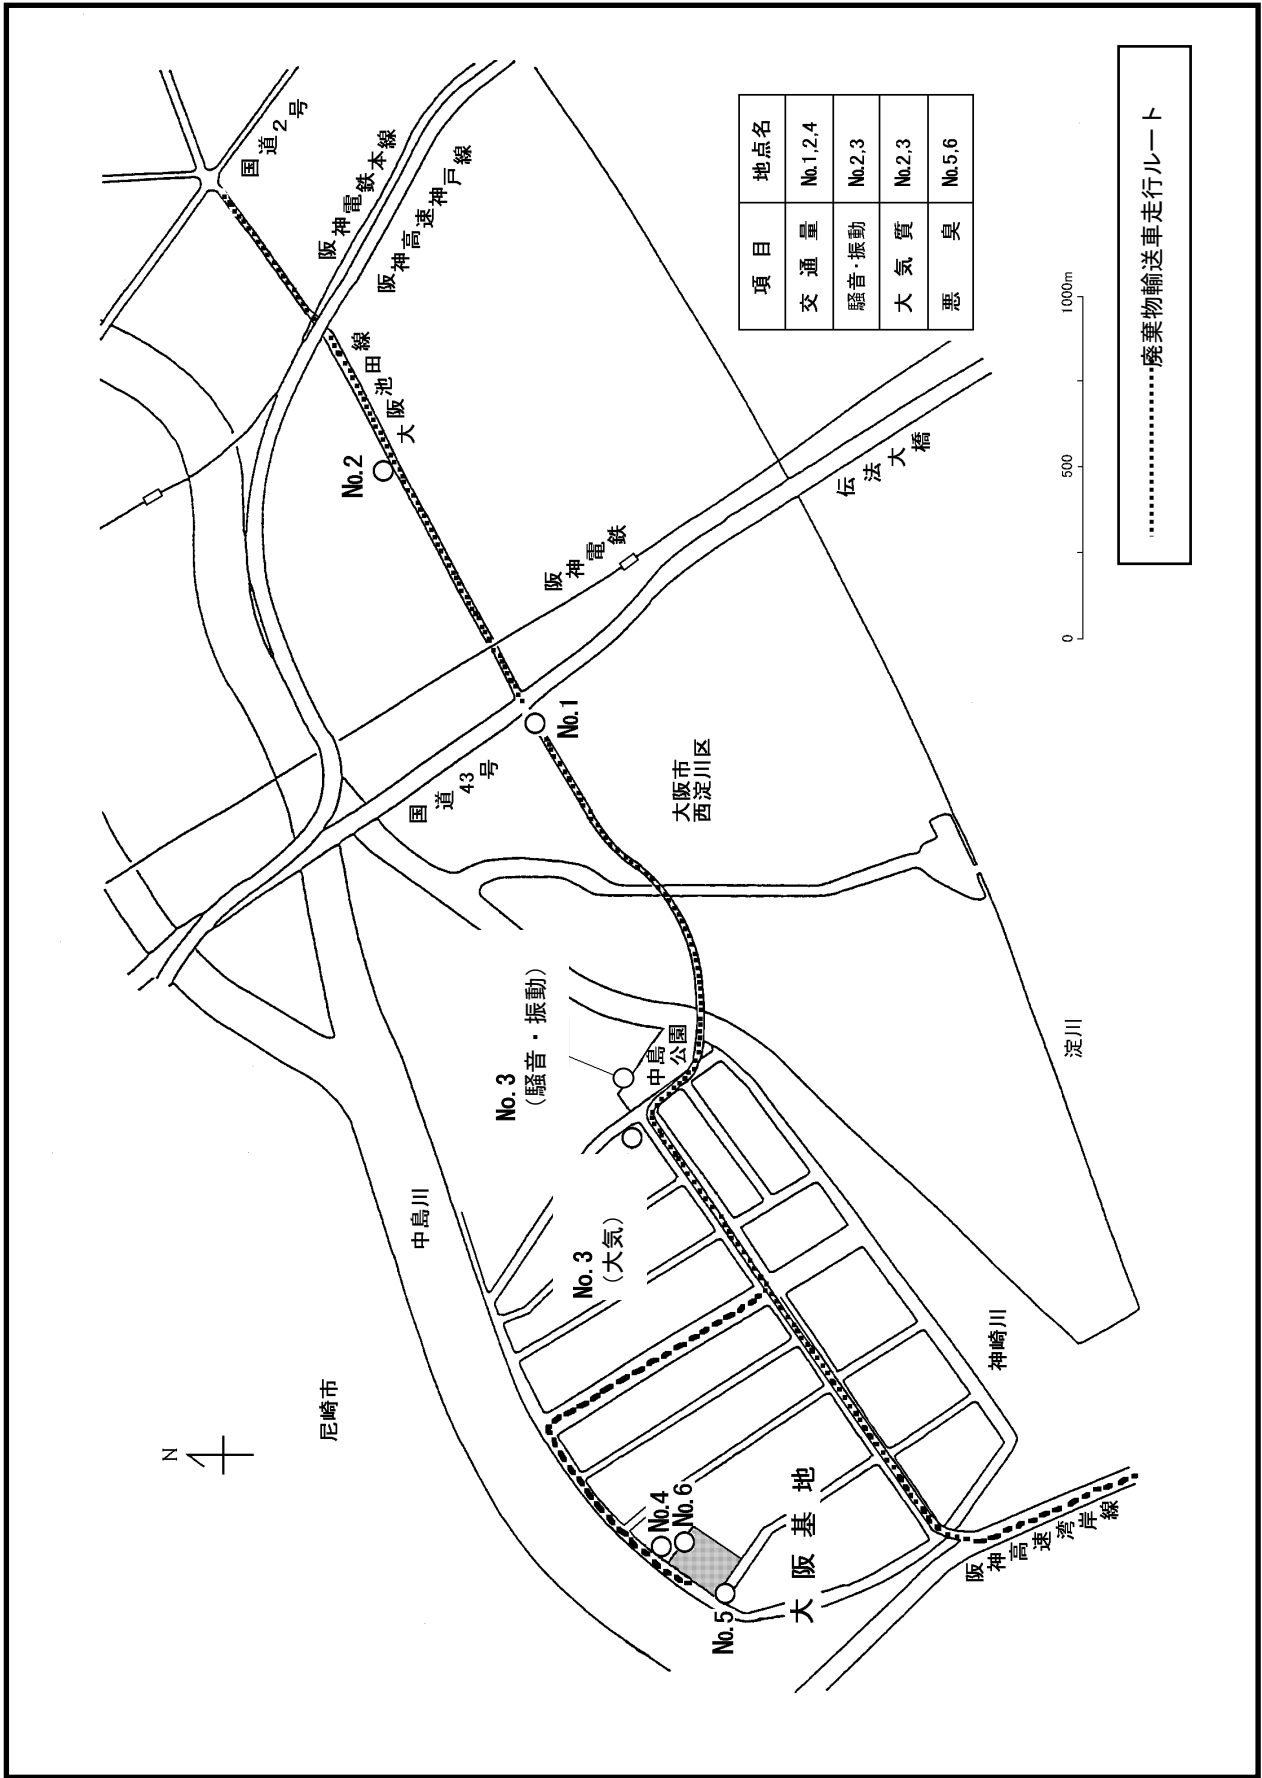 国道2号
阪神電鉄本線
阪神高速神戸線
大阪池田線
No.2
阪神電鉄
伝法大橋
No.1
国道43号
大阪市
西淀川区
No.3
(騒音・振動)
中島
公園
淀川
中島川
No.3
(大気)
神崎川
尼崎市
N
No.4
No.6
No.5
大阪基地
阪神高速湾岸線
項目 地点名
交通量 No.1,2,4
騒音・振動 No.2,3
大気質 No.2,3
悪臭 No.5,6
0 500 1000m
廃棄物輸送車走行ルート